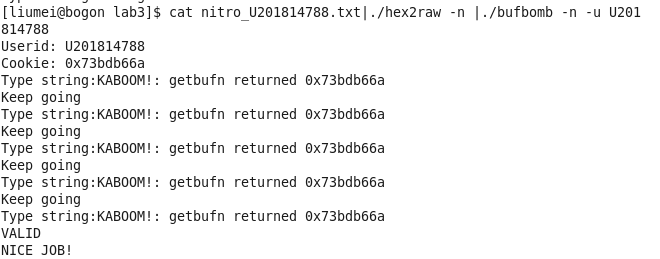 [liumei@bogon lab3]$ cat nitro_U201814788.txt|./hex2raw -n |./bufbomb -n -u U201
814788
Userid: U201814788
Cookie: 0x73bdb66a
Type string:KABOOM!: getbufn returned 0x73bdb66a
Keep going
Type string:KABOOM!: getbufn returned 0x73bdb66a
Keep going
Type string:KABOOM!: getbufn returned 0x73bdb66a
Keep going
Type string:KABOOM!: getbufn returned 0x73bdb66a
Keep going
Type string:KABOOM!: getbufn returned 0x73bdb66a
VALID
NICE JOB!